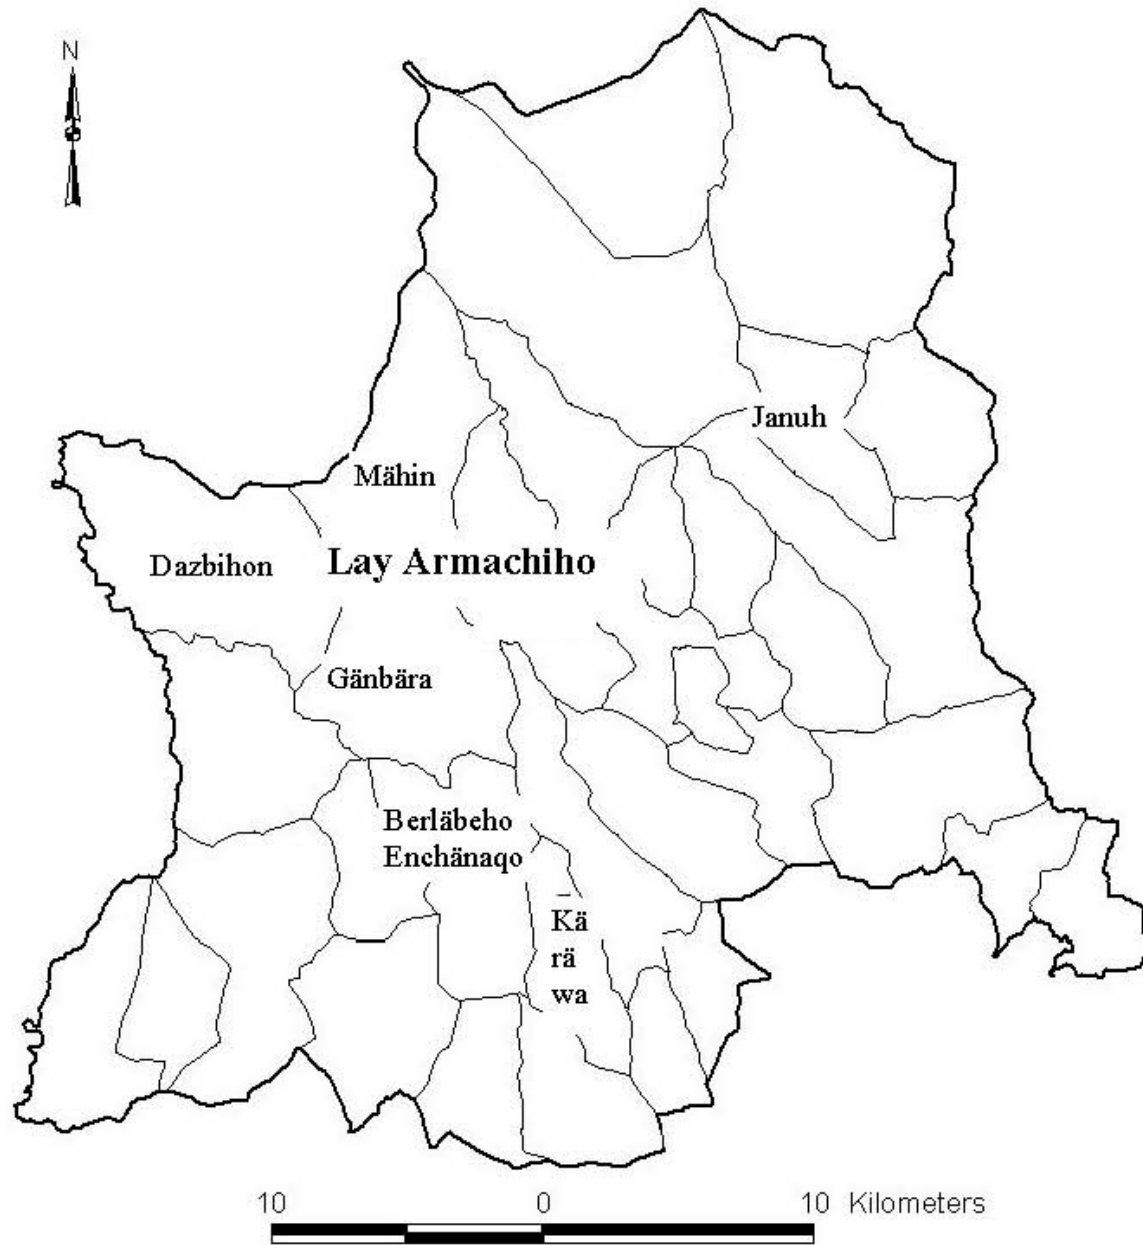 N
Januh
Mähin
Dazbihon
Lay Armachiho
Gänbära
Berläbeho
Enchänaqo
Kä
rä
wa
10 0 10 Kilometers